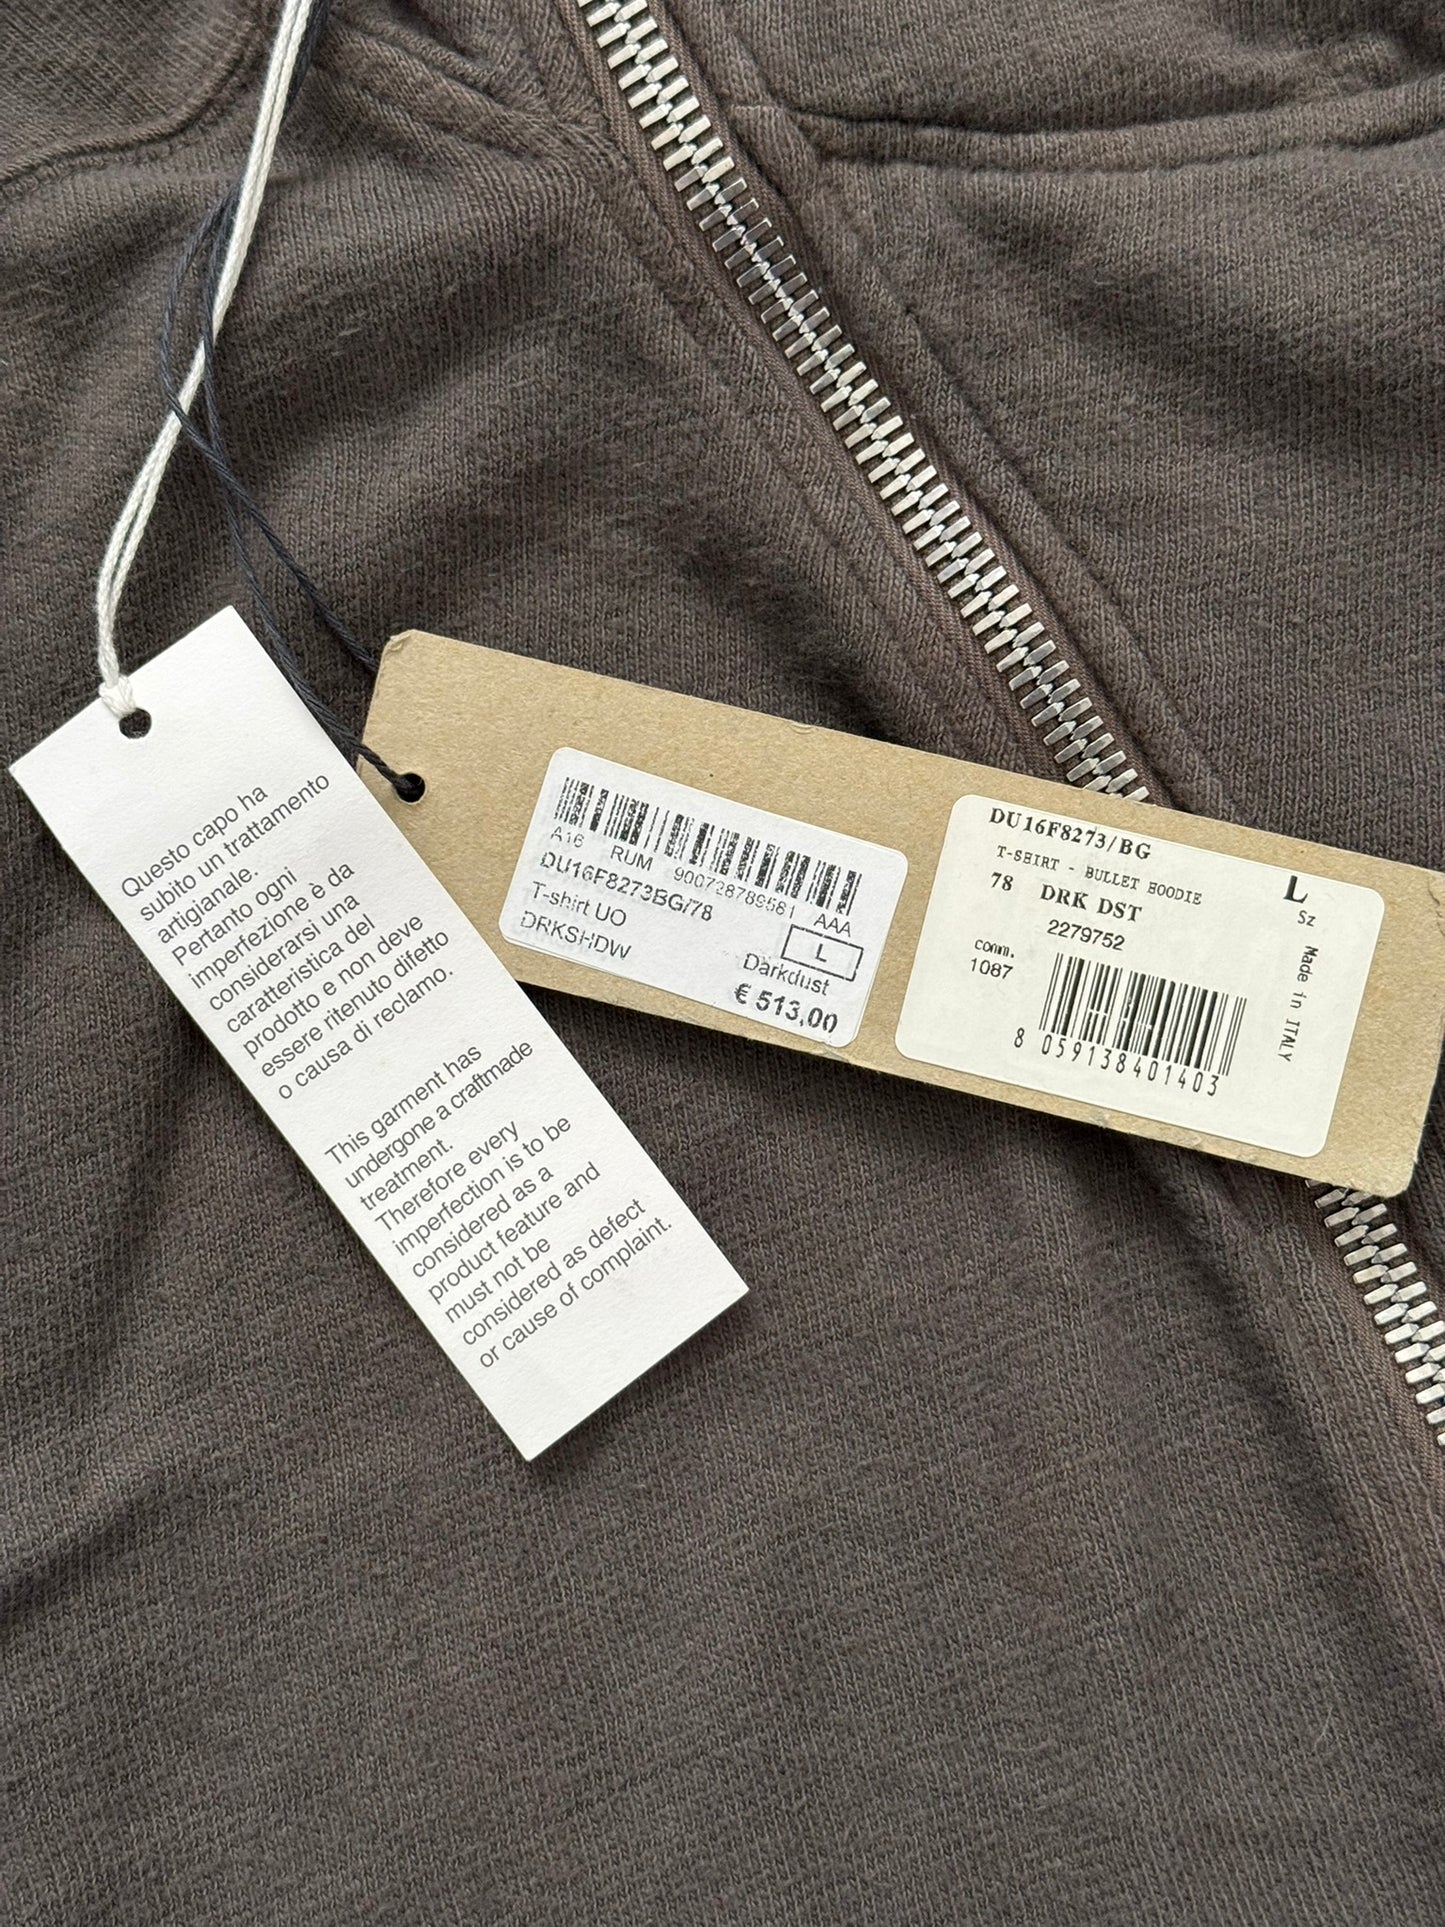 Questo capo ha
subito un trattamento
artigianale.
Pertanto ogni
imperfezione è da
considerarsi una
caratteristica del
prodotto e non deve
essere ritenuto difetto
o causa di reclamo.
This garment has
undergone a craftmade
treatment.
Therefore every
imperfection is to be
considered as a
product feature and
must not be
considered as defect
or cause of complaint.
A16 RUM 900728789581 AAA
DU16F8273BG/78
T-shirt UO L
DRKSHDW Darkdust
€ 513,00
DU16F8273/BG
T-SHIRT - BULLET HOODIE
78 DRK DST
2279752
comm.
1087
8 059138401403
L
Sz
Made in ITALY